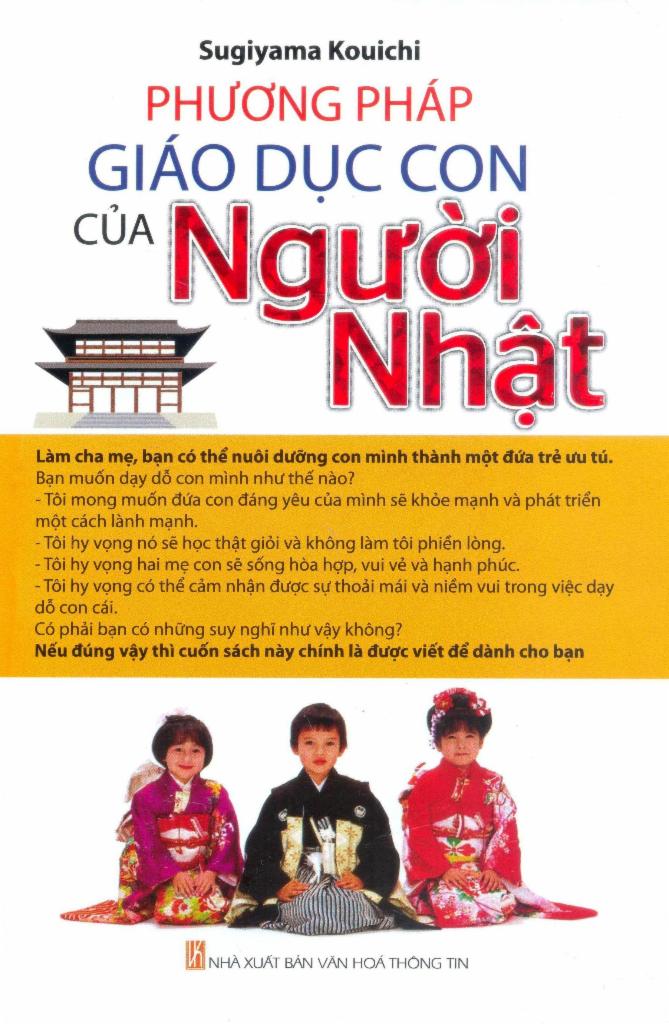 Sugiyama Kouichi
PHƯƠNG PHÁP
GIÁO DỤC CON
CỦA Người
Nhật
Làm cha mẹ, bạn có thể nuôi dưỡng con mình thành một đứa trẻ ưu tú.
Bạn muốn dạy dỗ con mình như thế nào?
- Tôi mong muốn đứa con đáng yêu của mình sẽ khỏe mạnh và phát triển
một cách lành mạnh.
- Tôi hy vọng nó sẽ học thật giỏi và không làm tôi phiền lòng.
- Tôi hy vọng hai mẹ con sẽ sống hòa hợp, vui vẻ và hạnh phúc.
- Tôi hy vọng có thể cảm nhận được sự thoải mái và niềm vui trong việc dạy
dỗ con cái.
Có phải bạn có những suy nghĩ như vậy không?
Nếu đúng vậy thì cuốn sách này chính là được viết để dành cho bạn
NHÀ XUẤT BẢN VĂN HOÁ THÔNG TIN